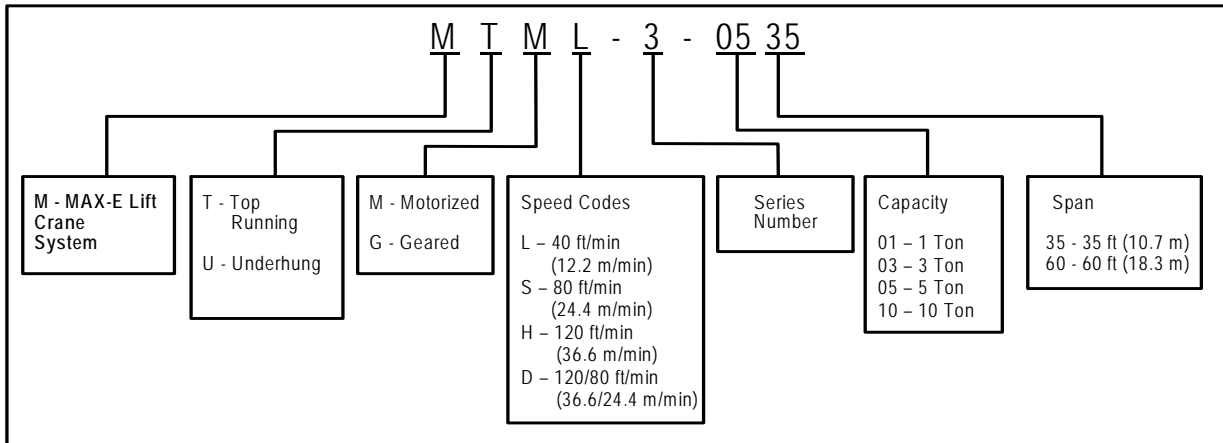 M T M L - 3 - 05 35
M - MAX-E Lift
Crane
System
T - Top
Running
U - Underhung
M - Motorized
G - Geared
Speed Codes
L – 40 ft/min
(12.2 m/min)
S – 80 ft/min
(24.4 m/min)
H – 120 ft/min
(36.6 m/min)
D – 120/80 ft/min
(36.6/24.4 m/min)
Series
Number
Capacity
01 – 1 Ton
03 – 3 Ton
05 – 5 Ton
10 – 10 Ton
Span
35 - 35 ft (10.7 m)
60 - 60 ft (18.3 m)